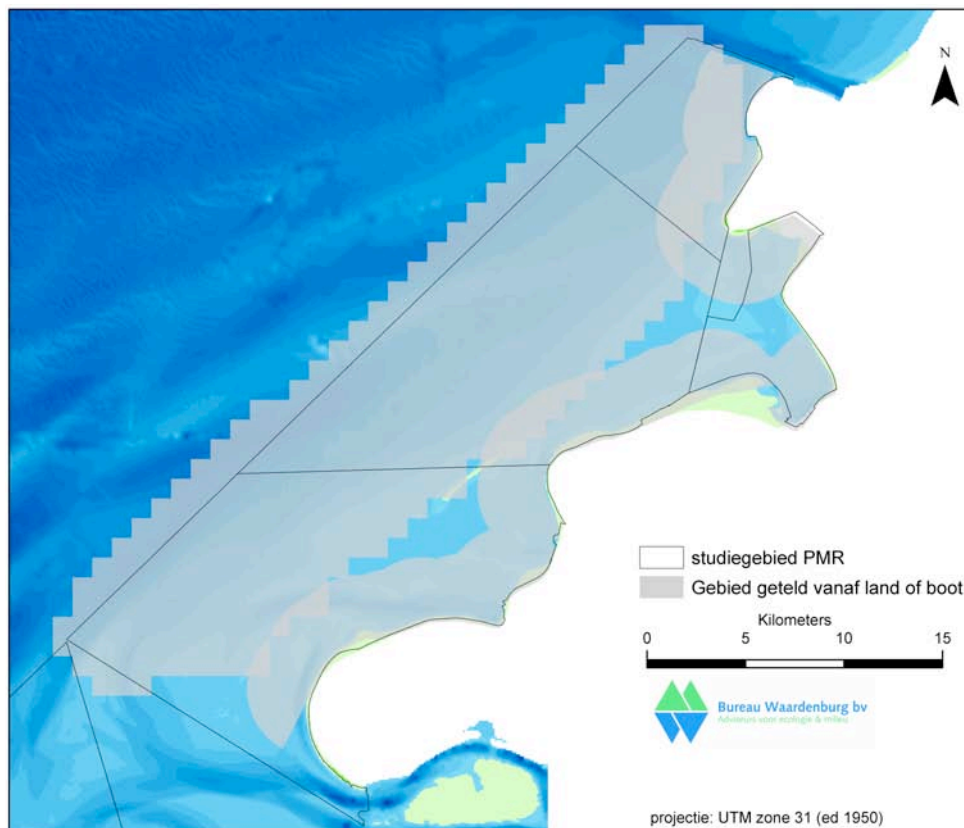 N
studiegebied PMR
Gebied geteld vanaf land of boot
Kilometers
0 5 10 15
Bureau Waardenburg bv
Adviseurs voor ecologie & milieu
projectie: UTM zone 31 (ed 1950)